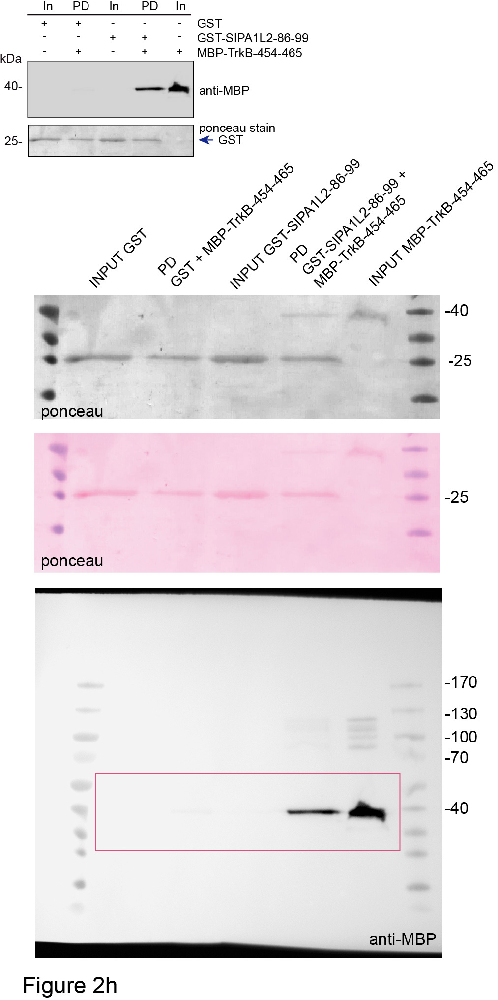 In PD In PD In
+ + - - - GST
- - + + - GST-SIPA1L2-86-99
- + - + + MBP-TrkB-454-465
kDa
40-
anti-MBP
ponceau stain
25-
GST
INPUT GST
PD
GST + MBP-TrkB-454-465
INPUT GST-SIPA1L2-86-99
PD
GST-SIPA1L2-86-99 +
MBP-TrkB-454-465
INPUT MBP-TrkB-454-465
-40
-25
ponceau
-25
ponceau
-170
-130
-100
-70
-40
anti-MBP
Figure 2h